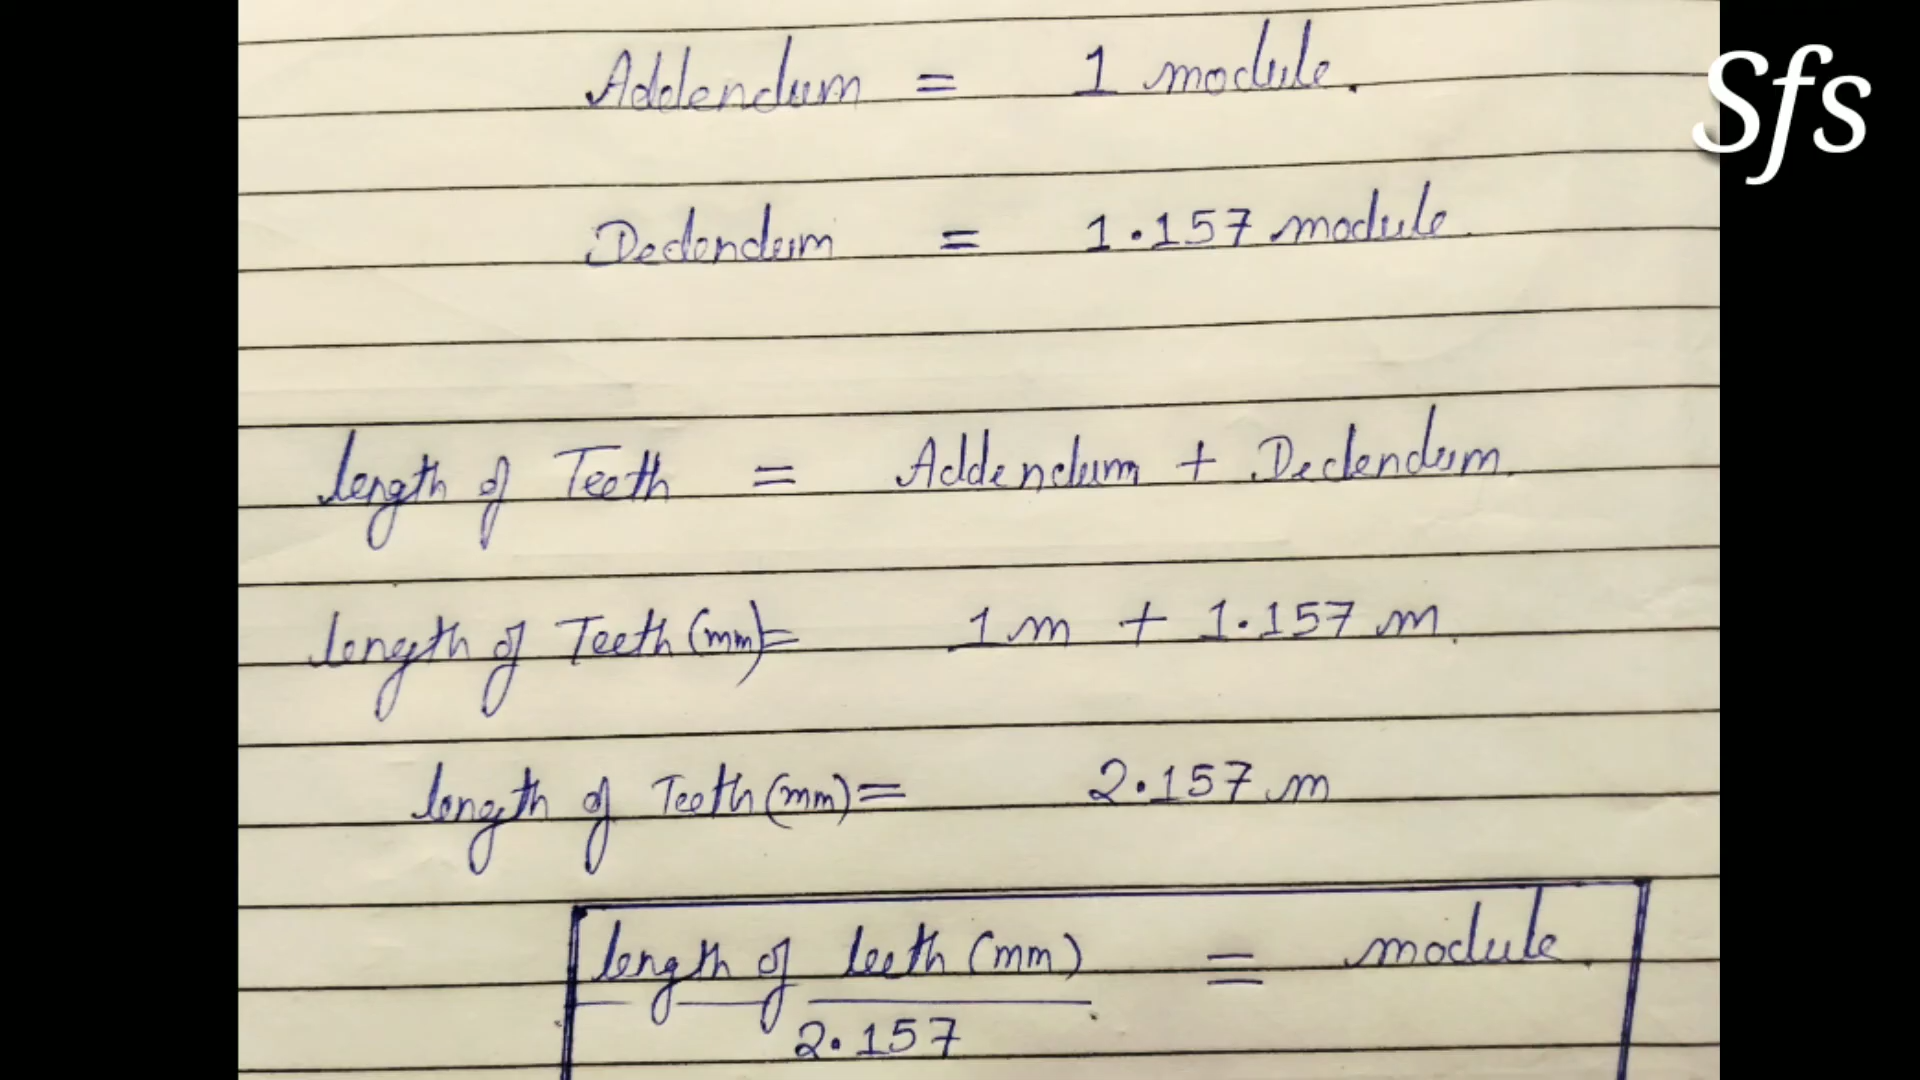 Addendum = 1 module.
Sfs
Dedendum = 1.157 module.
length of Teeth = Addendum + Dedendum.
length of Teeth (mm) = 1 m + 1.157 m.
length of Teeth (mm) = 2.157 m
length of teeth (mm) = module.
2.157